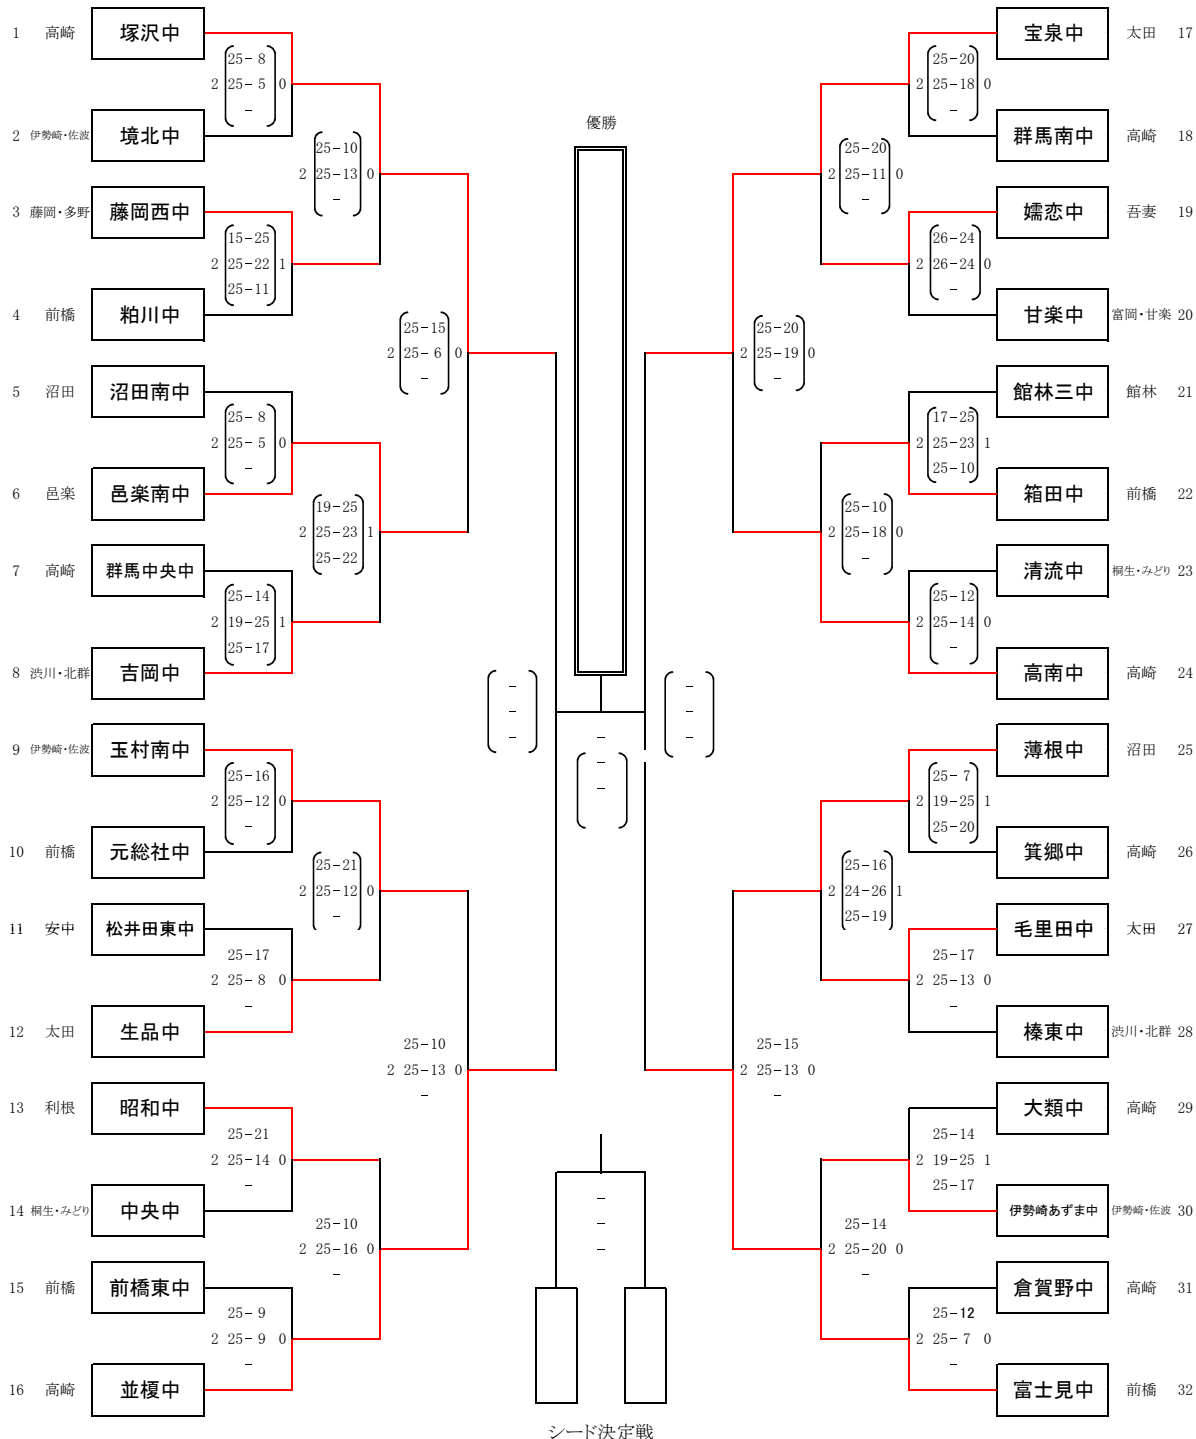 1 高崎 塚沢中
25－ 8
2 25－ 5 0
－
2 伊勢崎・佐波 境北中
25－10
2 25－13 0
－
3 藤岡・多野 藤岡西中
15－25
2 25－22 1
25－11
4 前橋 粕川中
25－15
2 25－ 6 0
－
5 沼田 沼田南中
25－ 8
2 25－ 5 0
－
6 邑楽 邑楽南中
19－25
2 25－23 1
25－22
7 高崎 群馬中央中
25－14
2 19－25 1
25－17
8 渋川・北群 吉岡中
9 伊勢崎・佐波 玉村南中
25－16
2 25－12 0
－
10 前橋 元総社中
25－21
2 25－12 0
－
11 安中 松井田東中
25－17
2 25－ 8 0
－
12 太田 生品中
25－10
2 25－13 0
－
13 利根 昭和中
25－21
2 25－14 0
－
14 桐生・みどり 中央中
25－10
2 25－16 0
－
15 前橋 前橋東中
25－ 9
2 25－ 9 0
－
16 高崎 並榎中
優勝
－
－
－
－
－
－
－
－
－
－
－
－
シード決定戦
宝泉中 太田 17
25－20
2 25－18 0
－
群馬南中 高崎 18
25－20
2 25－11 0
－
嬬恋中 吾妻 19
26－24
2 26－24 0
－
甘楽中 富岡・甘楽 20
25－20
2 25－19 0
－
館林三中 館林 21
17－25
2 25－23 1
25－10
箱田中 前橋 22
25－10
2 25－18 0
－
清流中 桐生・みどり 23
25－12
2 25－14 0
－
高南中 高崎 24
薄根中 沼田 25
25－ 7
2 19－25 1
25－20
箕郷中 高崎 26
25－16
2 24－26 1
25－19
毛里田中 太田 27
25－17
2 25－13 0
－
榛東中 渋川・北群 28
25－15
2 25－13 0
－
大類中 高崎 29
25－14
2 19－25 1
25－17
伊勢崎あずま中 伊勢崎・佐波 30
25－14
2 25－20 0
－
倉賀野中 高崎 31
25－12
2 25－ 7 0
－
富士見中 前橋 32